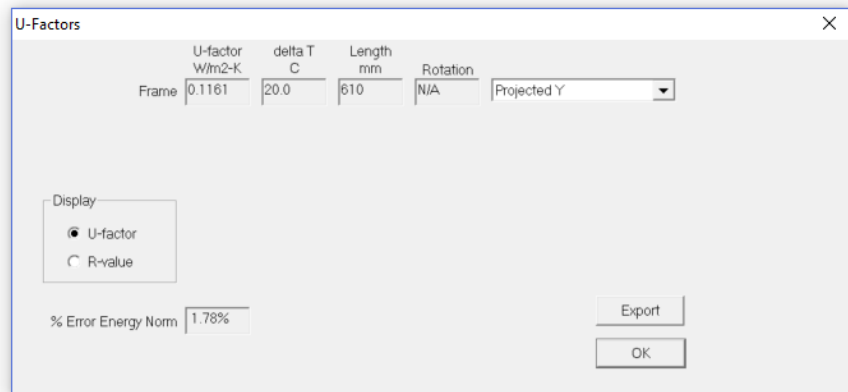 U-Factors
U-factor delta T Length
W/m2-K C mm Rotation
Frame 0.1161 20.0 610 N/A Projected Y
Display
U-factor
R-value
% Error Energy Norm 1.78%
Export
OK